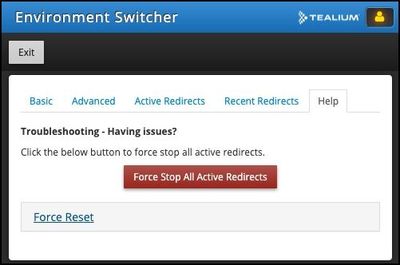 Environment Switcher
TEALIUM
Exit
Basic Advanced Active Redirects Recent Redirects Help
Troubleshooting - Having issues?
Click the below button to force stop all active redirects.
Force Stop All Active Redirects
Force Reset